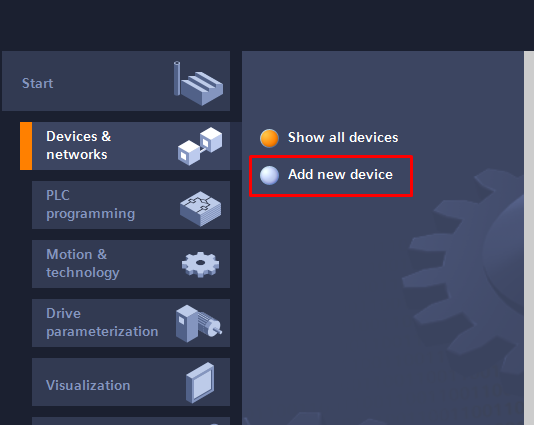 Start
Devices &
networks
PLC
programming
Motion &
technology
Drive
parameterization
Visualization
Show all devices
Add new device